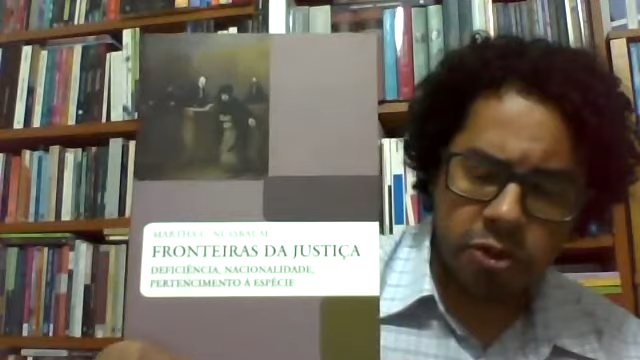 MARTHA C. NUSSBAUM
FRONTEIRAS DA JUSTIÇA
DEFICIÊNCIA, NACIONALIDADE,
PERTENCIMENTO À ESPÉCIE